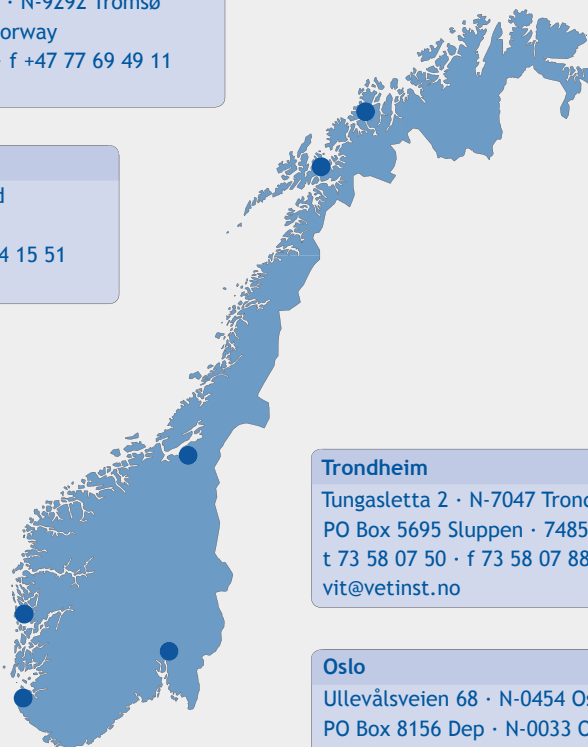 · N-9292 Tromsø
orway
f +47 77 69 49 11
4 15 51
Trondheim
Tungasletta 2 · N-7047 Trond
PO Box 5695 Sluppen · 7485
t 73 58 07 50 · f 73 58 07 88
vit@vetinst.no
Oslo
Ullevålsveien 68 · N-0454 Os
PO Box 8156 Dep · N-0033 O